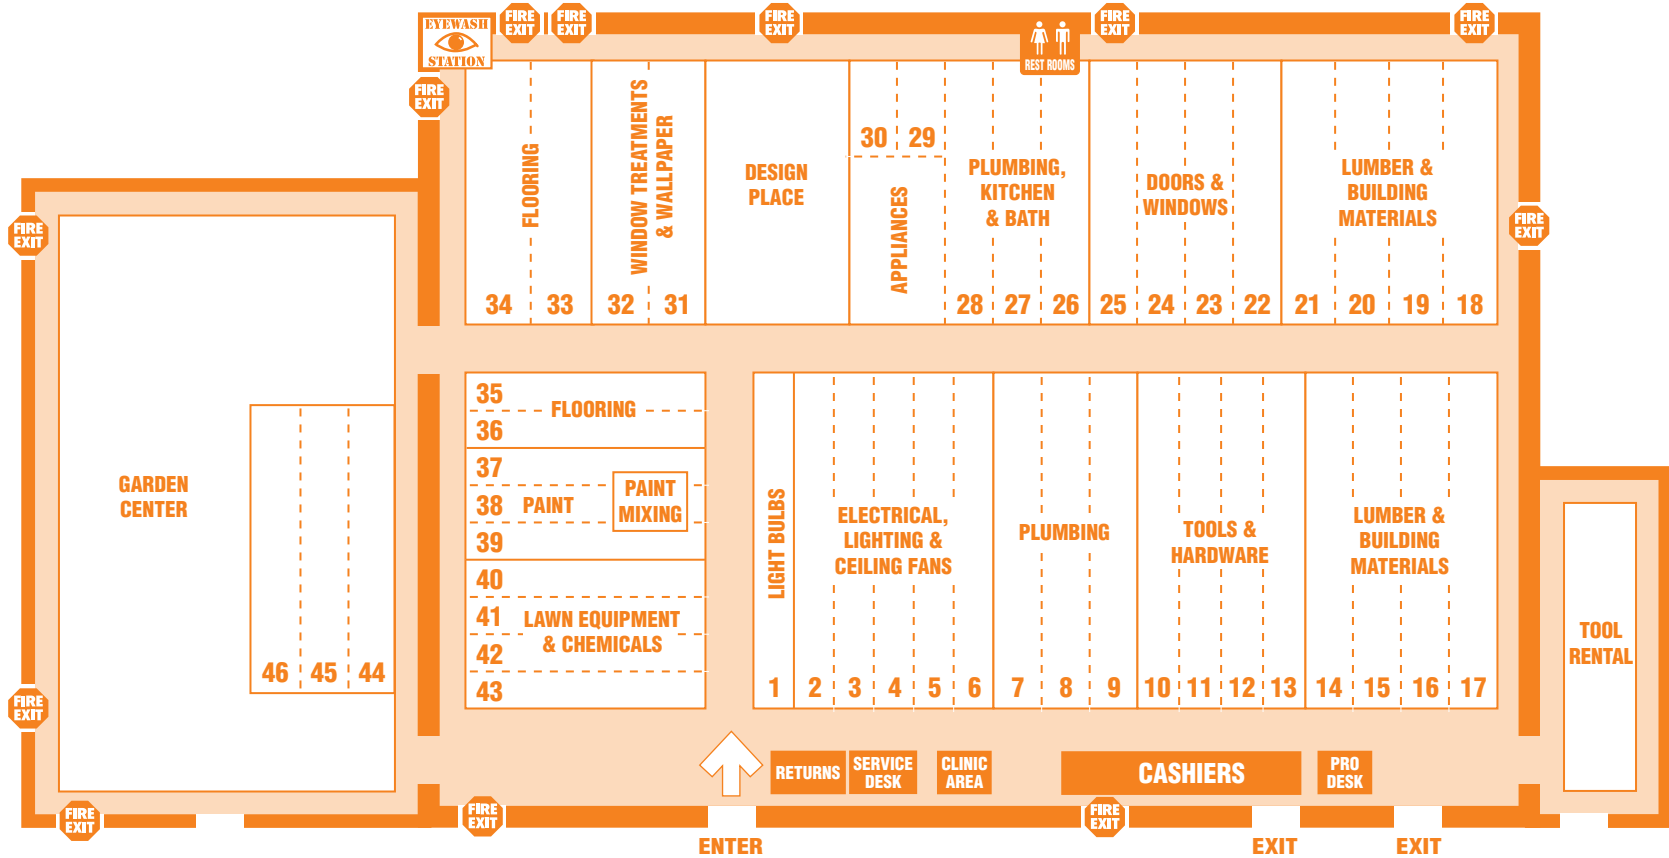 EYEWASH
STATION
FIRE
EXIT
FIRE
EXIT
FIRE
EXIT
REST ROOMS
FIRE
EXIT
FIRE
EXIT
FIRE
EXIT
FLOORING
34
33
WINDOW TREATMENTS
& WALLPAPER
32
31
DESIGN
PLACE
30
29
APPLIANCES
PLUMBING,
KITCHEN
& BATH
28
27
26
DOORS &
WINDOWS
25
24
23
22
LUMBER &
BUILDING
MATERIALS
21
20
19
18
FIRE
EXIT
FIRE
EXIT
GARDEN
CENTER
46
45
44
FIRE
EXIT
FIRE
EXIT
35
FLOORING
36
37
38
PAINT
PAINT
MIXING
39
40
41
LAWN EQUIPMENT
& CHEMICALS
42
43
LIGHT BULBS
1
ELECTRICAL,
LIGHTING &
CEILING FANS
2
3
4
5
6
PLUMBING
7
8
9
TOOLS &
HARDWARE
10
11
12
13
LUMBER &
BUILDING
MATERIALS
14
15
16
17
TOOL
RENTAL
RETURNS
SERVICE
DESK
CLINIC
AREA
CASHIERS
PRO
DESK
FIRE
EXIT
FIRE
EXIT
ENTER
EXIT
EXIT